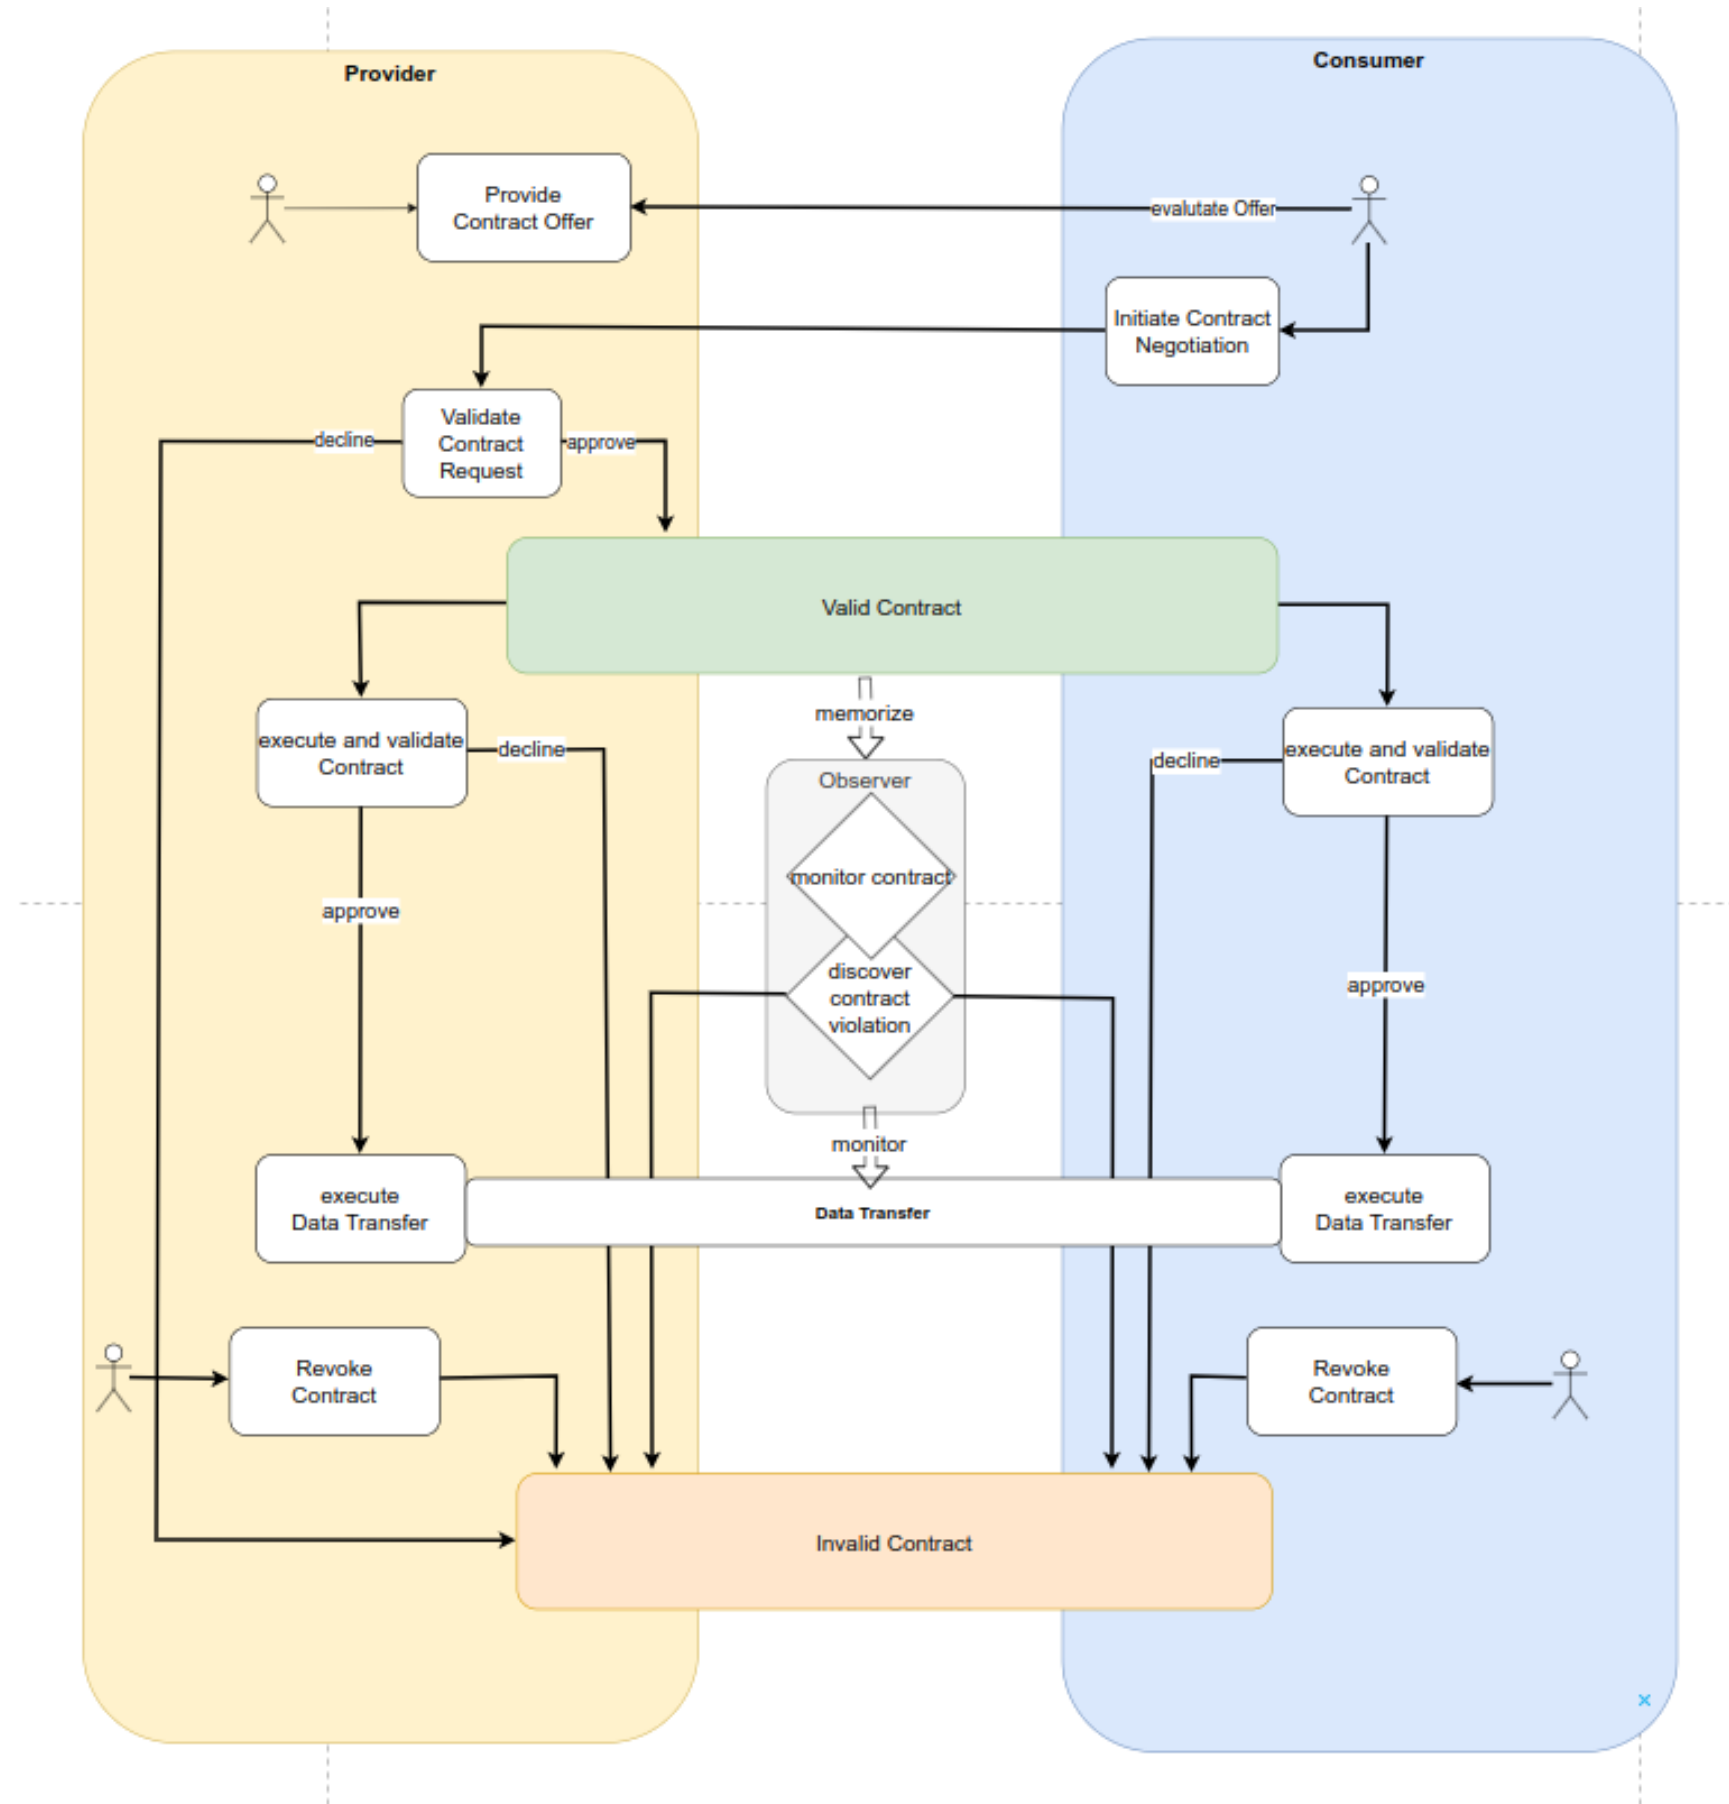 Provider
Consumer
Provide
Contract Offer
evalutate Offer
Initiate Contract
Negotiation
Validate
Contract
Request
decline
approve
Valid Contract
memorize
execute and validate
Contract
decline
Observer
decline
execute and validate
Contract
monitor contract
approve
discover
contract
violation
approve
monitor
execute
Data Transfer
Data Transfer
execute
Data Transfer
Revoke
Contract
Revoke
Contract
Invalid Contract